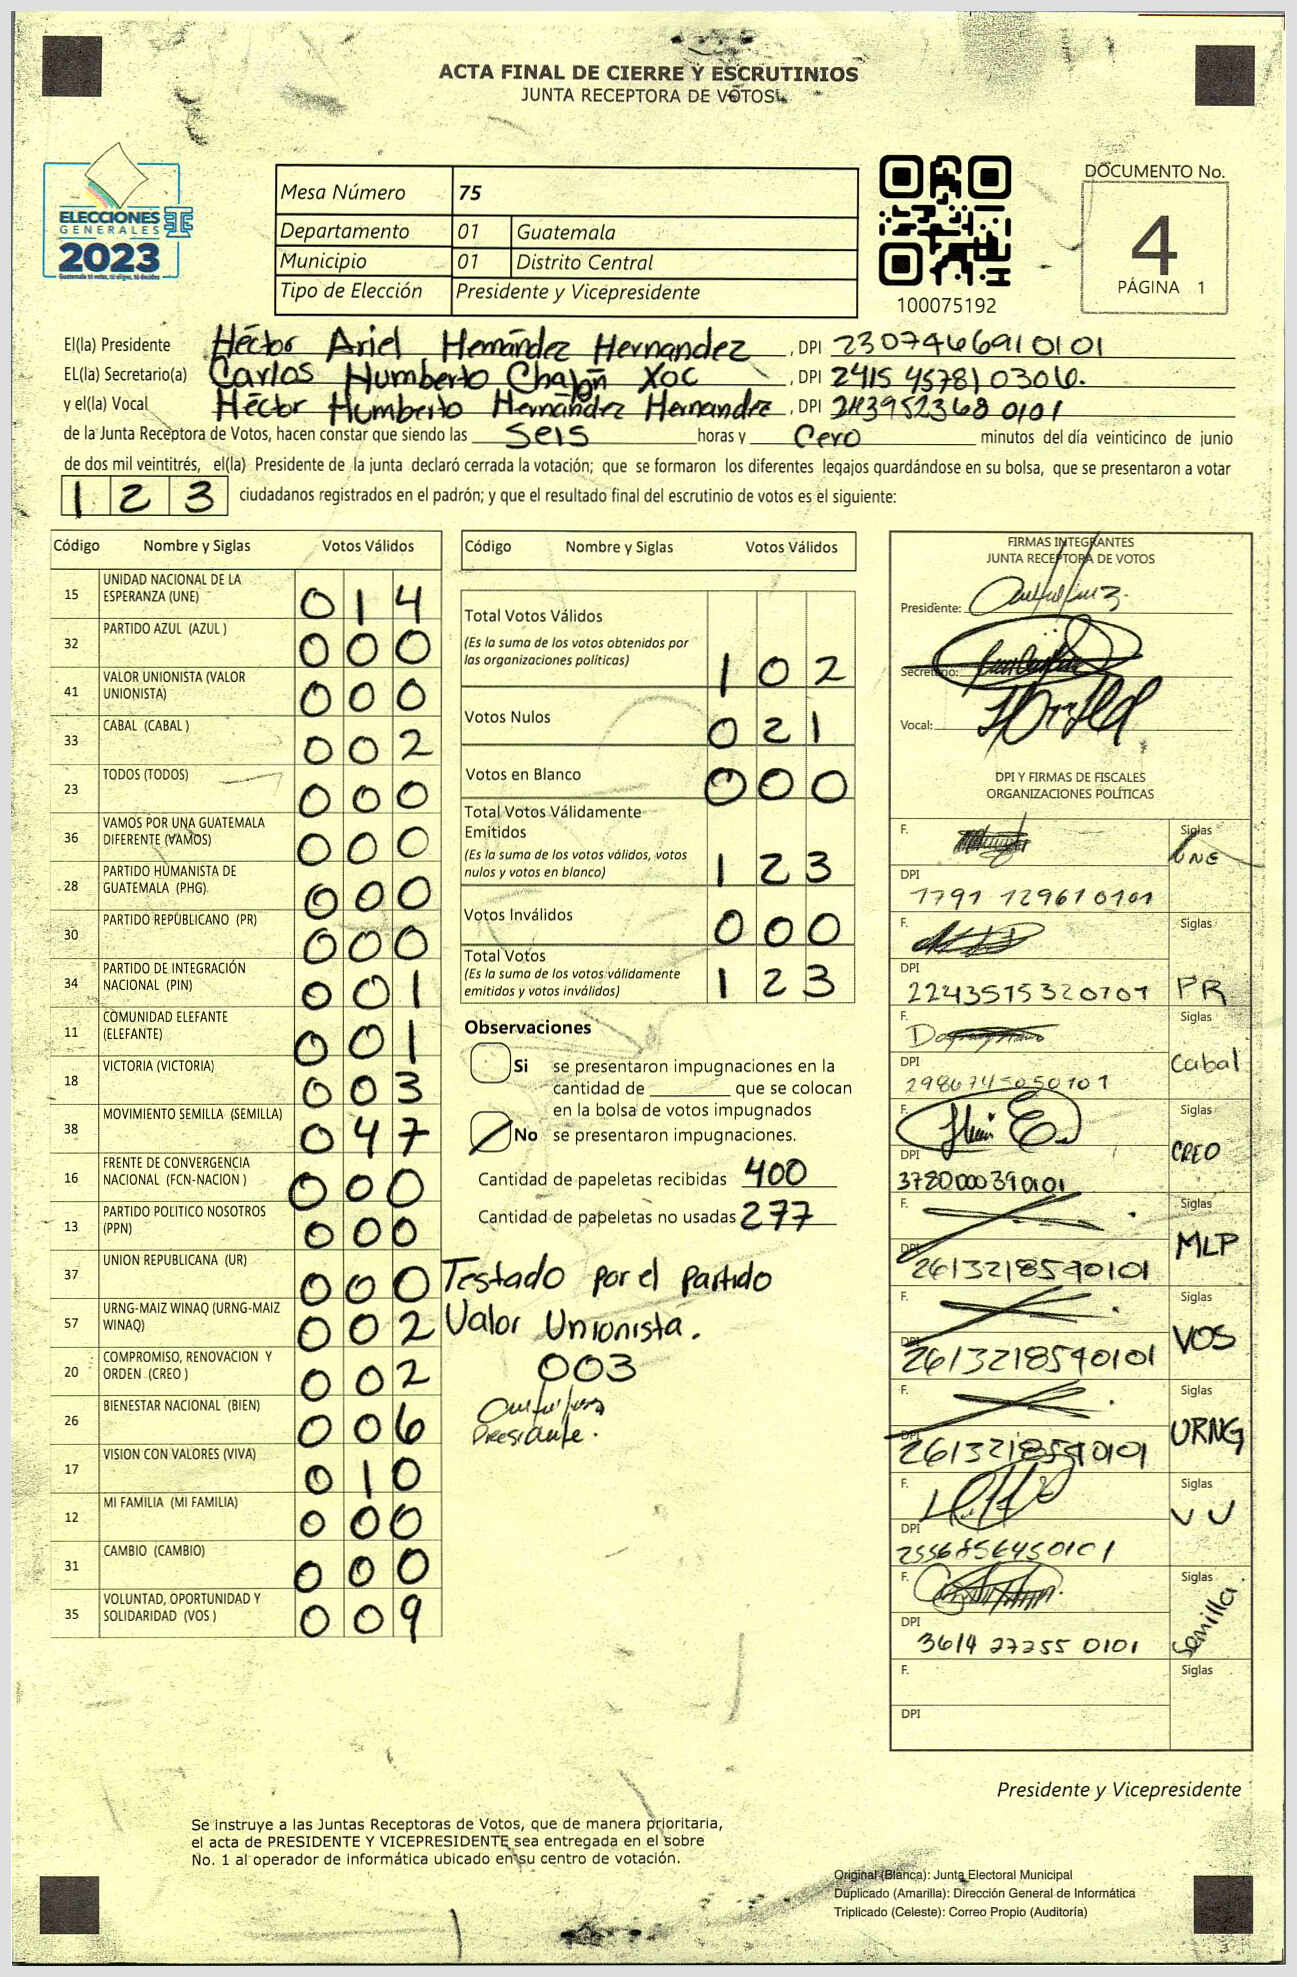 ACTA FINAL DE CIERRE Y ESCRUTINIOS
JUNTA RECEPTORA DE VOTOS
ELECCIONES
GENERALES
2023
Mesa Número 75
Departamento 01 Guatemala
Municipio 01 Distrito Central
Tipo de Elección Presidente y Vicepresidente
100075192
DOCUMENTO No.
4
PÁGINA 1
El(la) Presidente Héctor Ariel Hernández Hernandez, DPI 2307466910101
EL(la) Secretario(a) Carlos Humberto Chajón Xoc, DPI 2415 45781 0306.
y el(la) Vocal Héctor Humberto Hernández Hernandez, DPI 2439523680101
de la Junta Receptora de Votos, hacen constar que siendo las seis horas y cero minutos del día veinticinco de junio
de dos mil veintitrés, el(la) Presidente de la junta declaró cerrada la votación; que se formaron los diferentes legajos quardándose en su bolsa, que se presentaron a votar
1 2 3 ciudadanos registrados en el padrón; y que el resultado final del escrutinio de votos es el siguiente:
Código Nombre y Siglas Votos Válidos
15 UNIDAD NACIONAL DE LA ESPERANZA (UNE) 0 1 4
32 PARTIDO AZUL (AZUL ) 0 0 0
41 VALOR UNIONISTA (VALOR UNIONISTA) 0 0 0
33 CABAL (CABAL ) 0 0 2
23 TODOS (TODOS) 0 0 0
36 VAMOS POR UNA GUATEMALA DIFERENTE (VAMOS) 0 0 0
28 PARTIDO HUMANISTA DE GUATEMALA (PHG) 0 0 0
30 PARTIDO REPUBLICANO (PR) 0 0 0
34 PARTIDO DE INTEGRACIÓN NACIONAL (PIN) 0 0 1
11 COMUNIDAD ELEFANTE (ELEFANTE) 0 0 1
18 VICTORIA (VICTORIA) 0 0 3
38 MOVIMIENTO SEMILLA (SEMILLA) 0 4 7
16 FRENTE DE CONVERGENCIA NACIONAL (FCN-NACION ) 0 0 0
13 PARTIDO POLITICO NOSOTROS (PPN) 0 0 0
37 UNION REPUBLICANA (UR) 0 0 0
57 URNG-MAIZ WINAQ (URNG-MAIZ WINAQ) 0 0 2
20 COMPROMISO, RENOVACION Y ORDEN (CREO ) 0 0 2
26 BIENESTAR NACIONAL (BIEN) 0 0 6
17 VISION CON VALORES (VIVA) 0 1 0
12 MI FAMILIA (MI FAMILIA) 0 0 0
31 CAMBIO (CAMBIO) 0 0 0
35 VOLUNTAD, OPORTUNIDAD Y SOLIDARIDAD (VOS ) 0 0 9
Código Nombre y Siglas Votos Válidos
Total Votos Válidos
(Es la suma de los votos obtenidos por
las organizaciones politicas) 1 0 2
Votos Nulos 0 2 1
Votos en Blanco 0 0 0
Total Votos Válidamente
Emitidos
(Es la suma de los votos válidos, votos
nulos y votos en blanco) 1 2 3
Votos Inválidos 0 0 0
Total Votos
(Es la suma de los votos válidamente
emitidos y votos inválidos) 1 2 3
Observaciones
Si se presentaron impugnaciones en la
cantidad de ________ que se colocan
en la bolsa de votos impugnados
No se presentaron impugnaciones.
Cantidad de papeletas recibidas 400
Cantidad de papeletas no usadas 277
Testado por el partido
Valor Unionista.
003
Presidente.
FIRMAS INTEGRANTES
JUNTA RECEPTORA DE VOTOS
Presidente:
Secretario:
Vocal:
DPI Y FIRMAS DE FISCALES
ORGANIZACIONES POLÍTICAS
F. Siglas UNE
DPI 1791 129610101
F. Siglas PR
DPI 2243515320101
F. Siglas Cabal
DPI 2986745050101
F. Siglas CREO
DPI 3780000390101
F. Siglas MLP
DPI 2613218590101
F. Siglas VOS
DPI 2613218590101
F. Siglas URNG
DPI 2613218590101
F. Siglas VU
DPI 2556856450101
F. Siglas Semilla
DPI 3614 27255 0101
F. Siglas
DPI
Presidente y Vicepresidente
Se instruye a las Juntas Receptoras de Votos, que de manera prioritaria,
el acta de PRESIDENTE Y VICEPRESIDENTE sea entregada en el sobre
No. 1 al operador de informática ubicado en su centro de votación.
Original (Blanca): Junta Electoral Municipal
Duplicado (Amarilla): Dirección General de Informática
Triplicado (Celeste): Correo Propio (Auditoría)